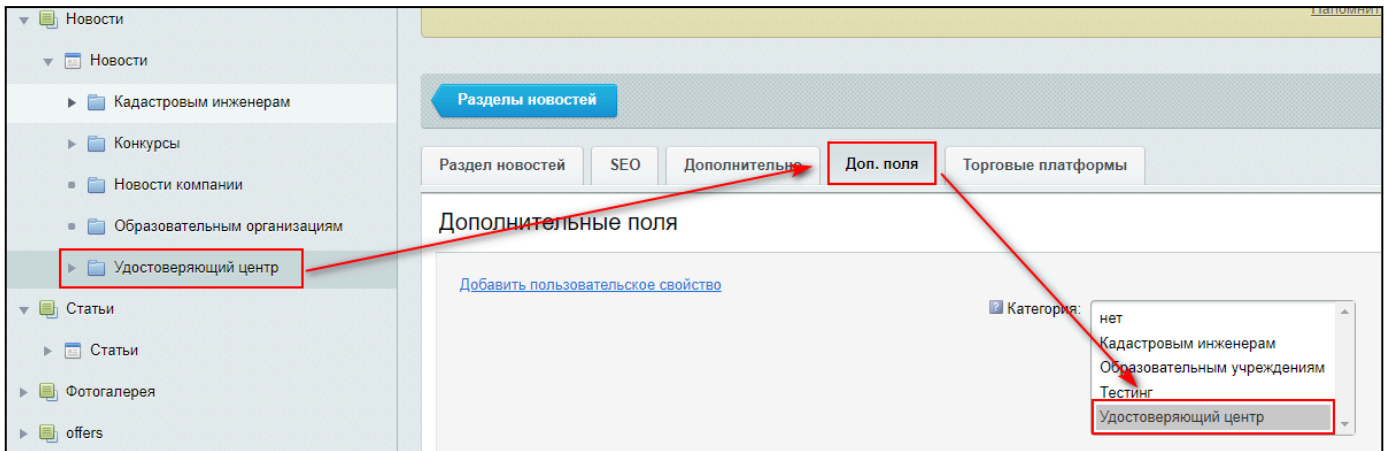 Новости
Новости
Кадастровым инженерам
Конкурсы
Новости компании
Образовательным организациям
Удостоверяющий центр
Статьи
Статьи
Фотогалерея
offers
Разделы новостей
Раздел новостей SEO Дополнительно Доп. поля Торговые платформы
Дополнительные поля
Добавить пользовательское свойство
Категория:
нет
Кадастровым инженерам
Образовательным учреждениям
Тестинг
Удостоверяющий центр